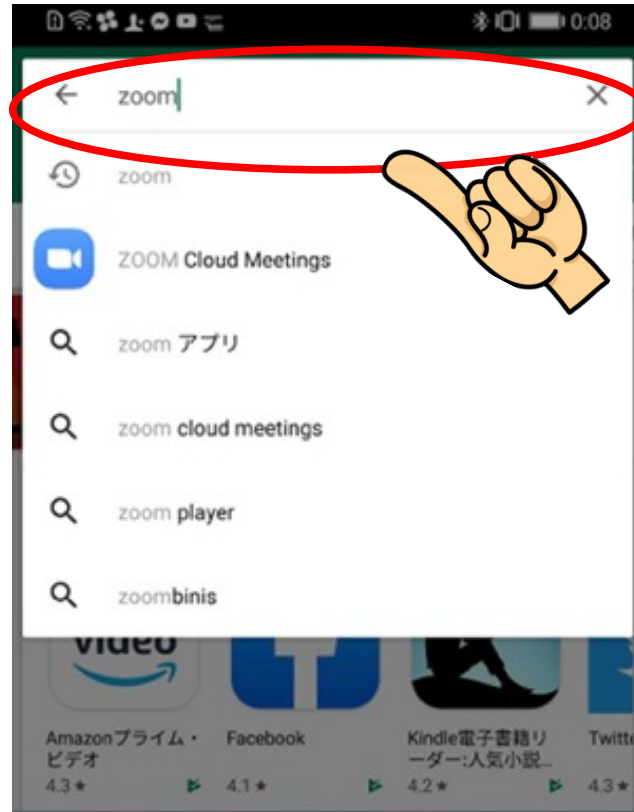 0:08
zoom
zoom
ZOOM Cloud Meetings
zoom アプリ
zoom cloud meetings
zoom player
zoombinis
video
Amazonプライム・ Facebook Kindle電子書籍リ Twitt
ビデオ ーダー:人気小説...
4.3★ 4.1★ 4.2★ 4.3★